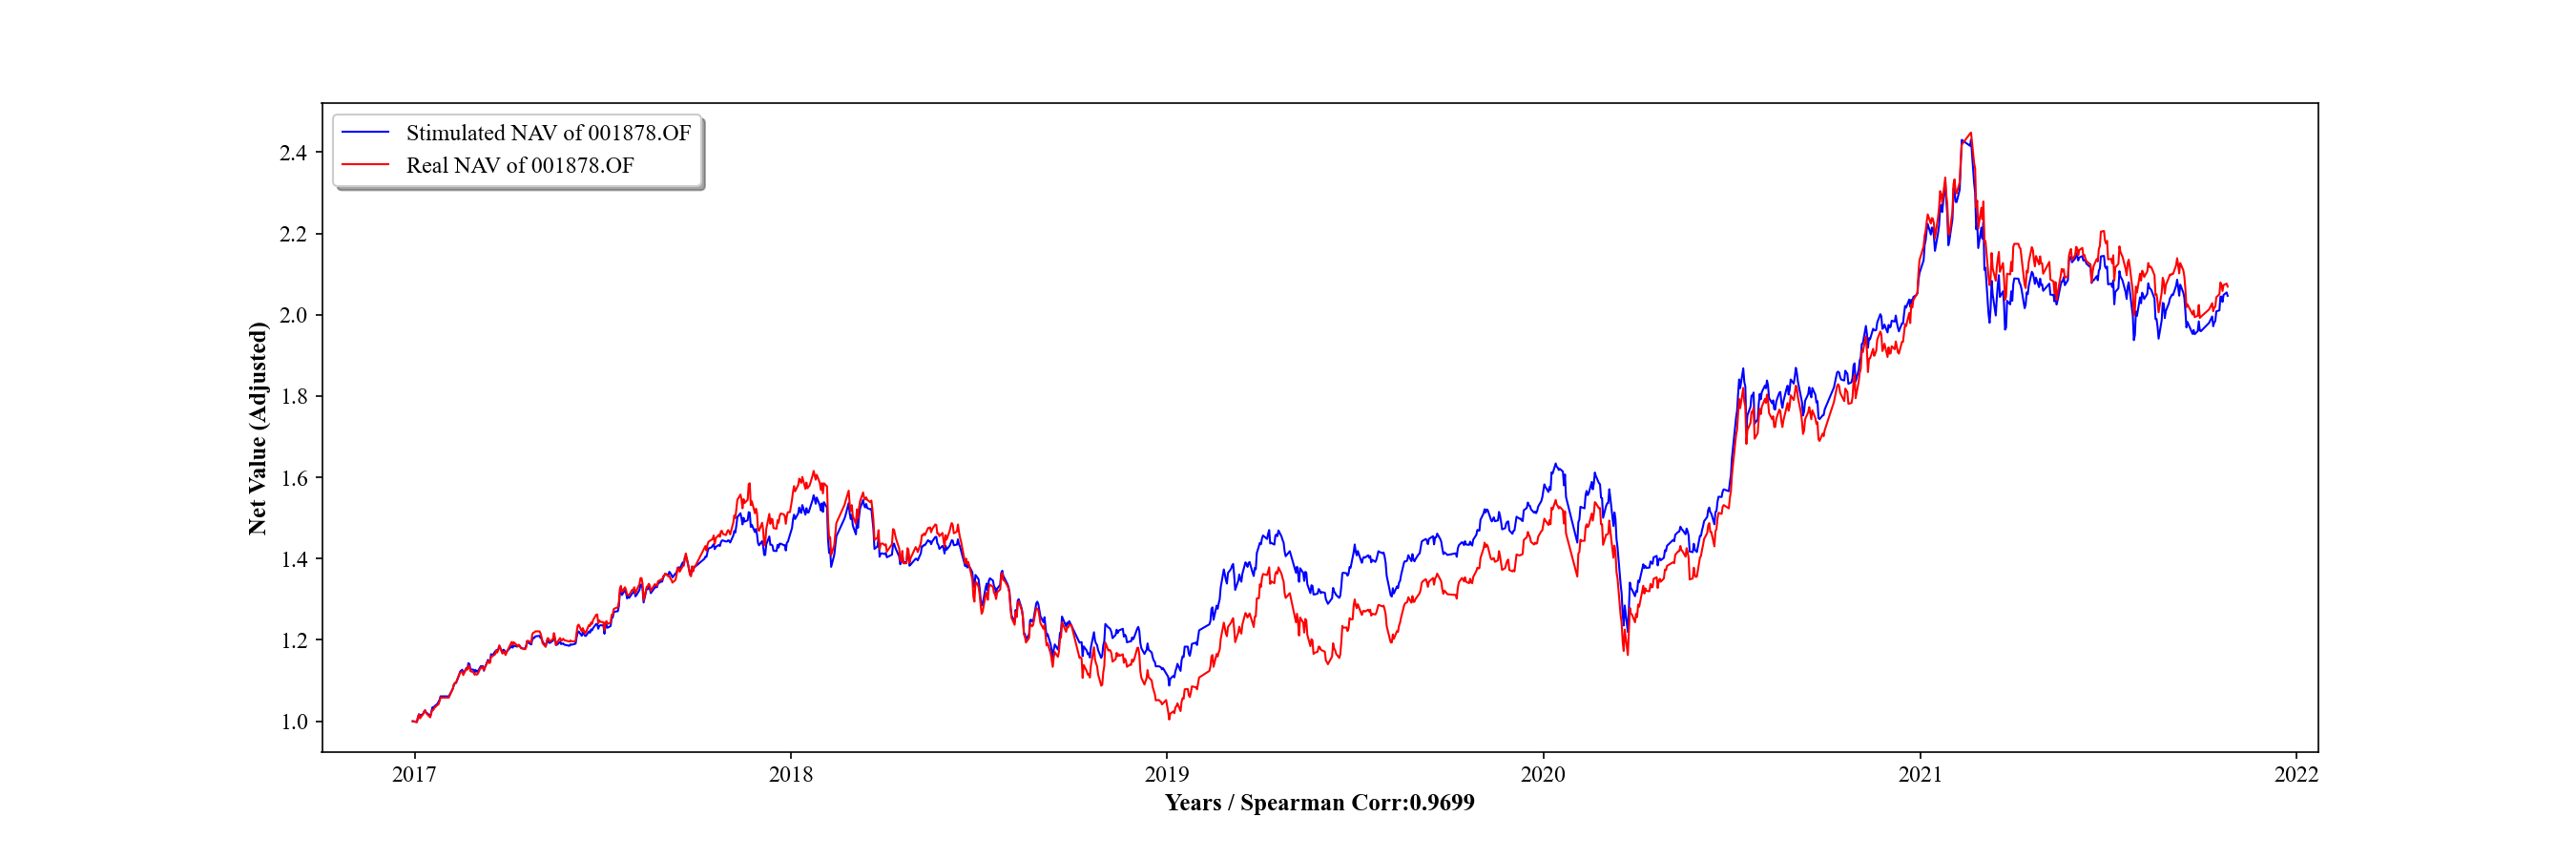 Stimulated NAV of 001878.OF
Real NAV of 001878.OF
Net Value (Adjusted)
2.4
2.2
2.0
1.8
1.6
1.4
1.2
1.0
2017 2018 2019 2020 2021 2022
Years / Spearman Corr:0.9699